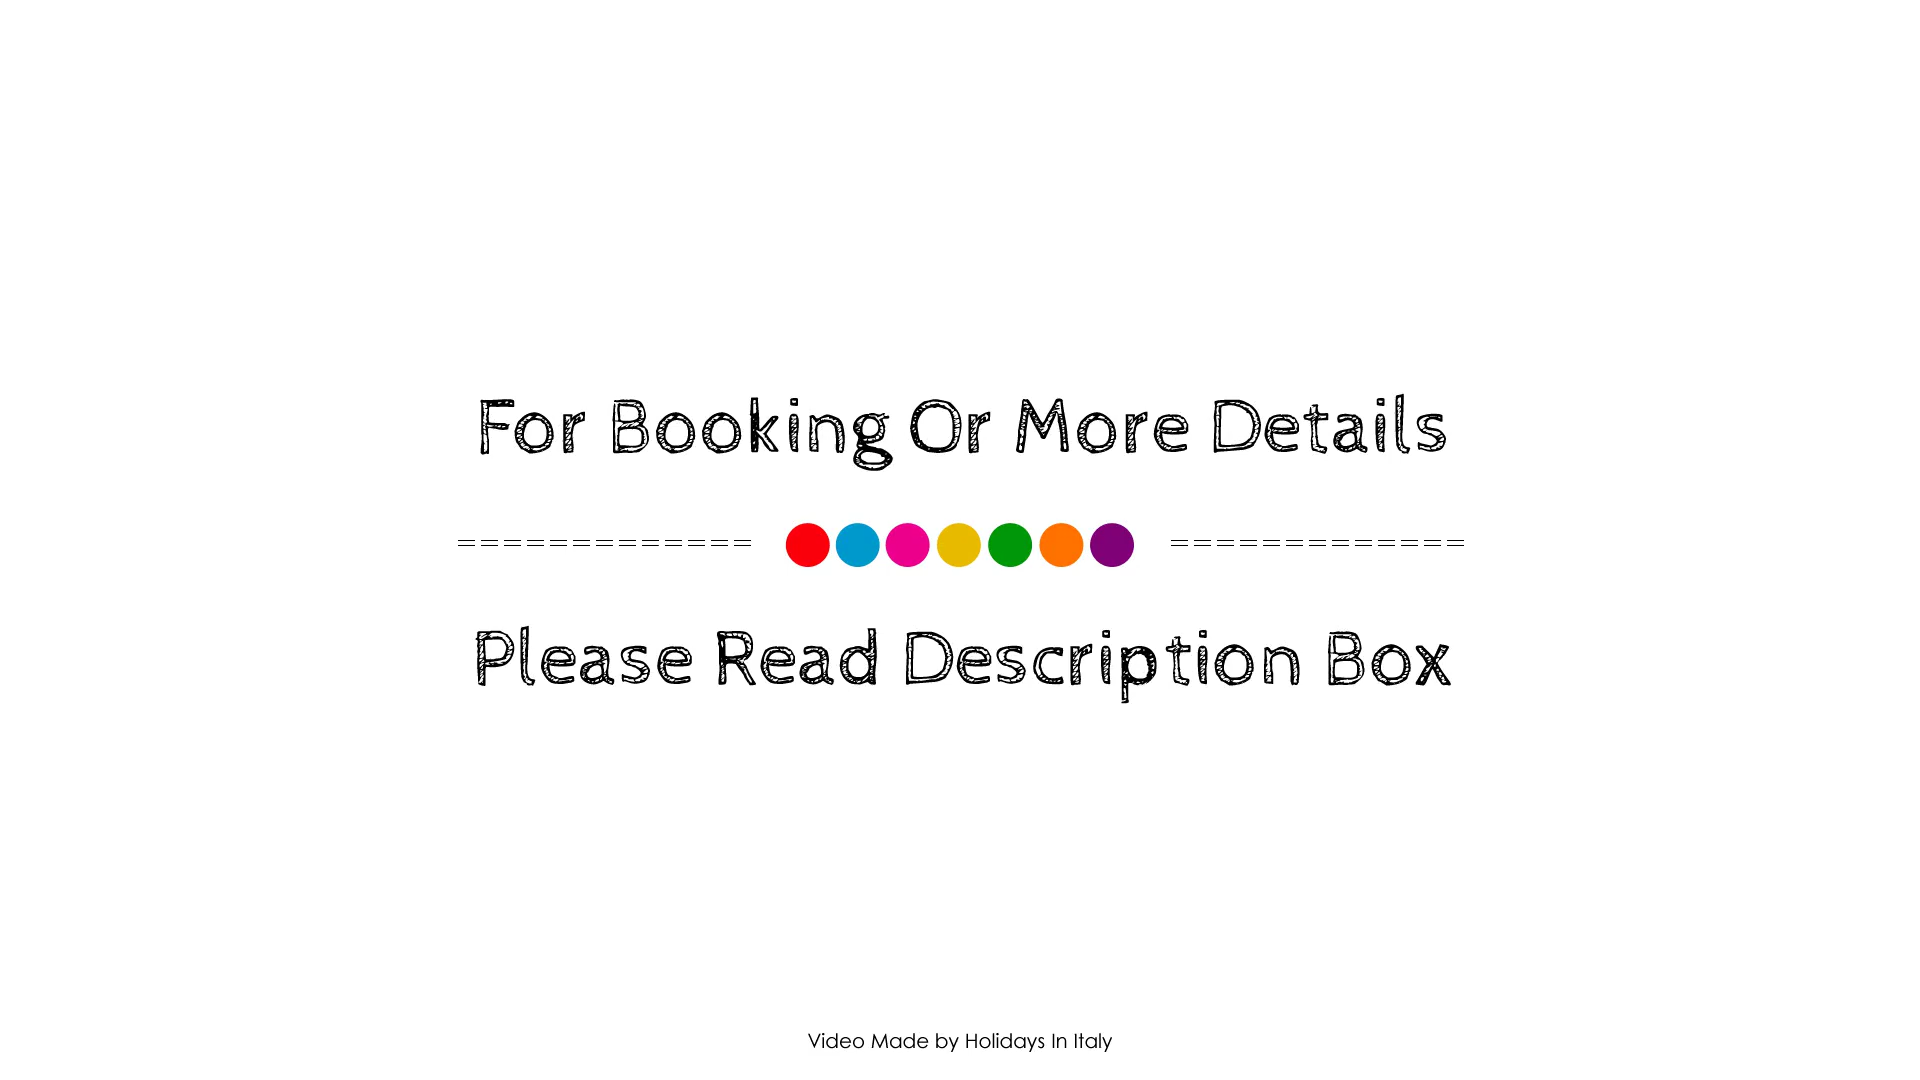 For Booking Or More Details
============= =============
Please Read Description Box
Video Made by Holidays In Italy